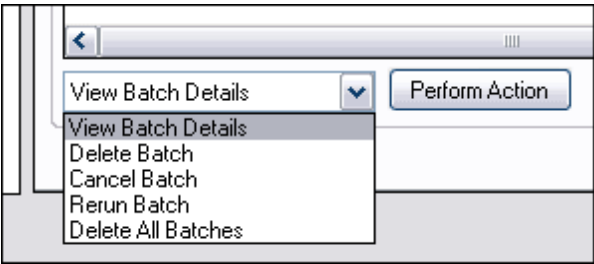 View Batch Details
Perform Action
View Batch Details
Delete Batch
Cancel Batch
Rerun Batch
Delete All Batches